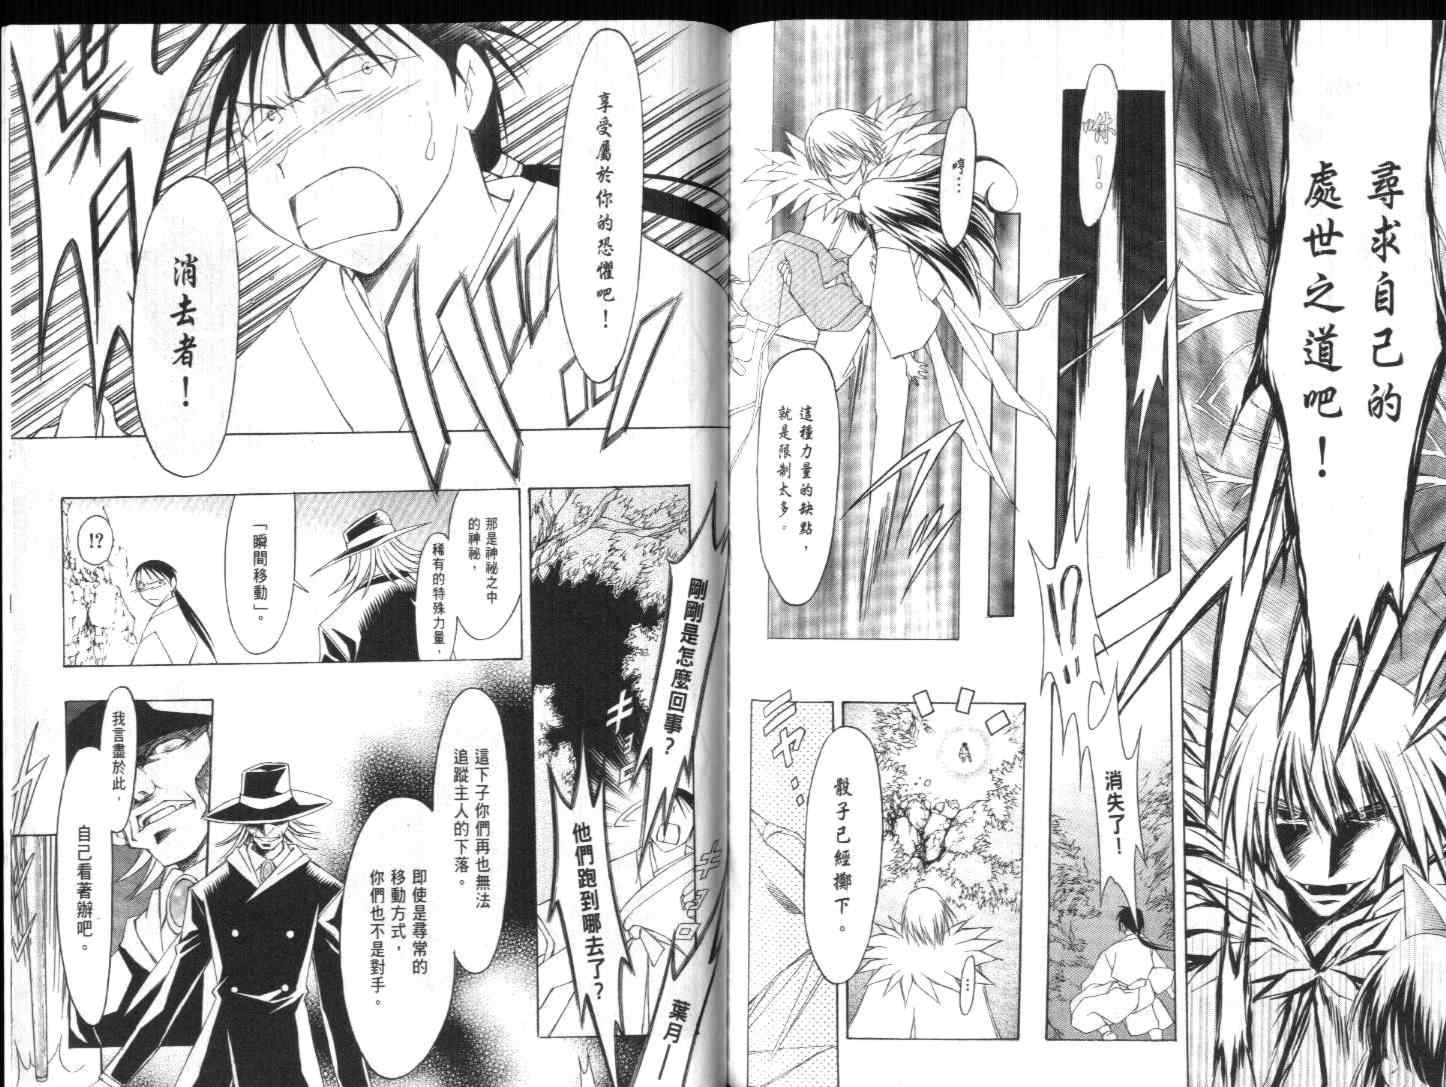 尋求自己的
處世之道吧！
咻！
哼…
這種力量的缺點，
就是限制太多。
!?
消失了！
骰子已經擲下。
…
享受屬於你的恐懼吧！
消去者！
剛剛是怎麼回事？
他們跑到哪去了？
葉月—
那是神祕之中
的神祕，
稀有的特殊力量，
「瞬間移動」。
!?
這下子你們再也無法
追蹤主人的下落。
即使是尋常的
移動方式，
你們也不是對手。
我言盡於此，
自己看著辦吧。